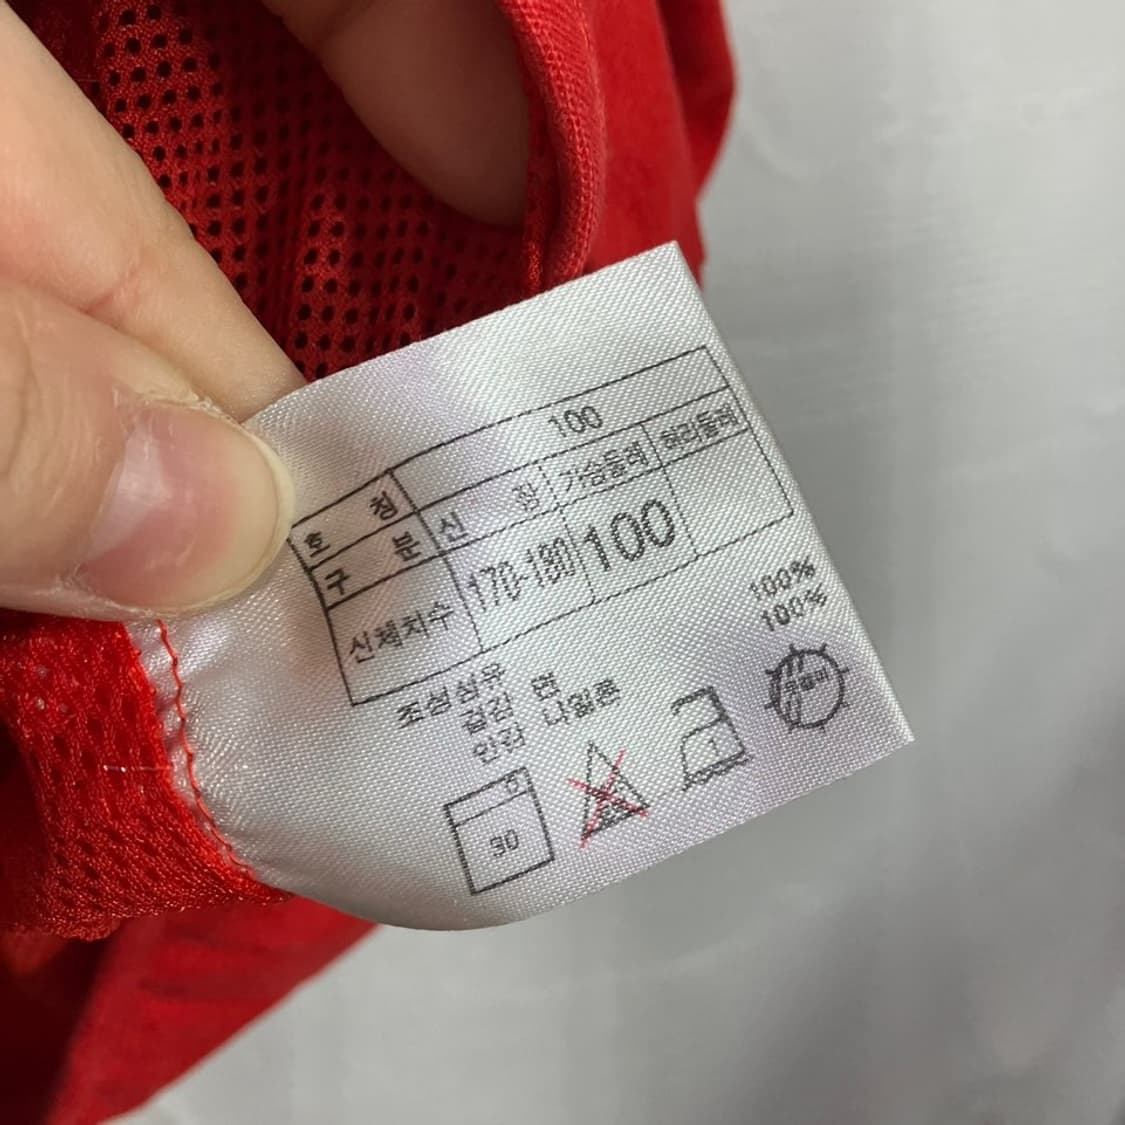 호 칭 100
구 분 신 장 가슴둘레 허리둘레
신체치수 170-180 100
조성섬유
겉감 면 100%
안감 나일론 100%
30
1